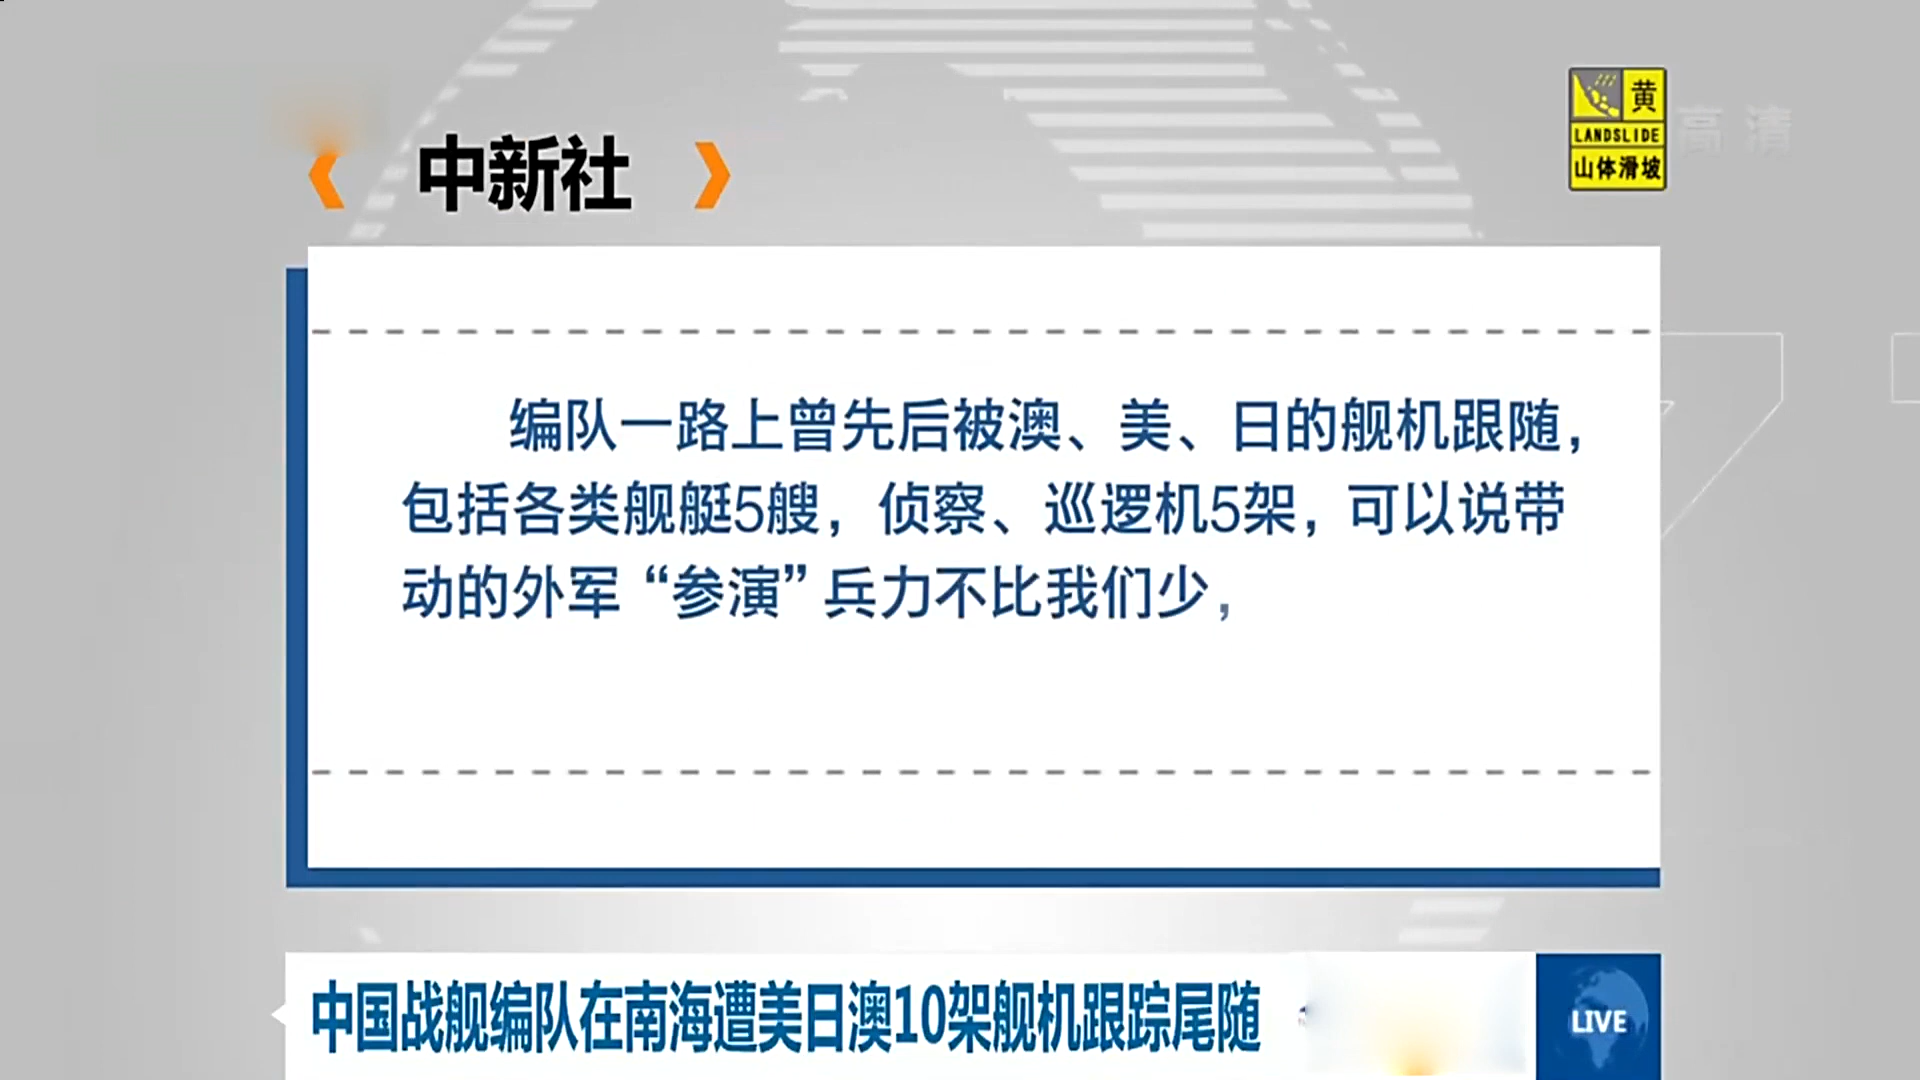 中新社
黄
LANDSLIDE
山体滑坡
高清
编队一路上曾先后被澳、美、日的舰机跟随，
包括各类舰艇5艘，侦察、巡逻机5架，可以说带
动的外军“参演”兵力不比我们少，
中国战舰编队在南海遭美日澳10架舰机跟踪尾随
LIVE